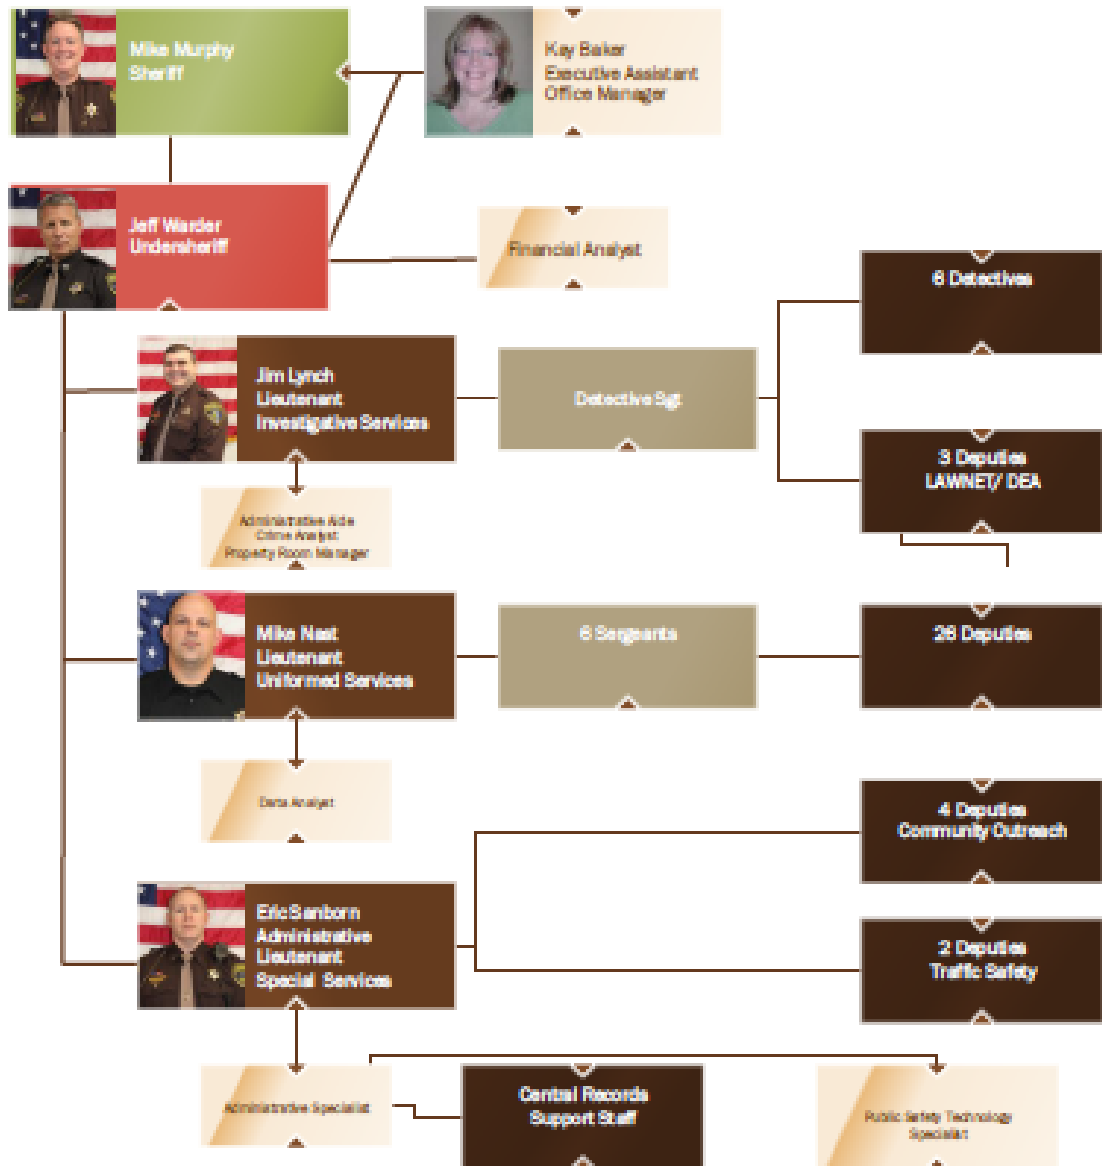 Mike Murphy
Sheriff
Kay Baker
Executive Assistant
Office Manager
Jeff Warder
Undersheriff
Financial Analyst
6 Detectives
Jim Lynch
Lieutenant
Investigative Services
Detective Sgt
3 Deputies
LAWNET/ DEA
Administrative Aide
Crime Analyst
Property Room Manager
Mike Nast
Lieutenant
Uniformed Services
6 Sergeants
26 Deputies
Data Analyst
4 Deputies
Community Outreach
Eric Sanborn
Administrative
Lieutenant
Special Services
2 Deputies
Traffic Safety
Administrative Specialist
Central Records
Support Staff
Public Safety Technology
Specialist